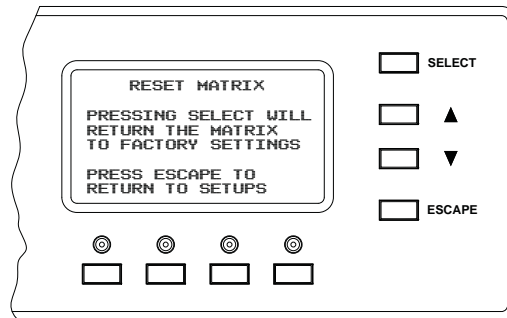 RESET MATRIX
PRESSING SELECT WILL
RETURN THE MATRIX
TO FACTORY SETTINGS
PRESS ESCAPE TO
RETURN TO SETUPS
SELECT
▲
▼
ESCAPE